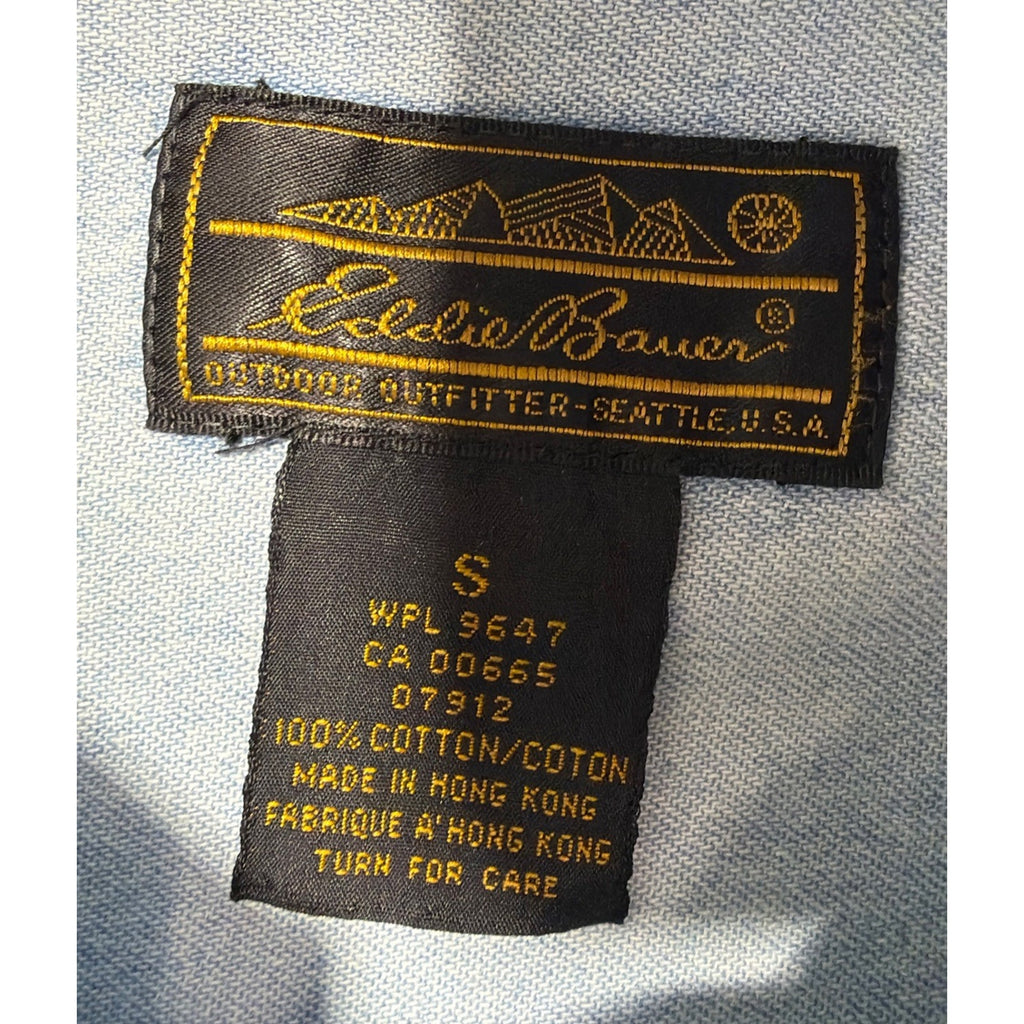 Eddie Bauer ®
OUTDOOR OUTFITTER-SEATTLE, U.S.A.
S
WPL 9647
CA 00665
07912
100% COTTON/COTON
MADE IN HONG KONG
FABRIQUE A' HONG KONG
TURN FOR CARE